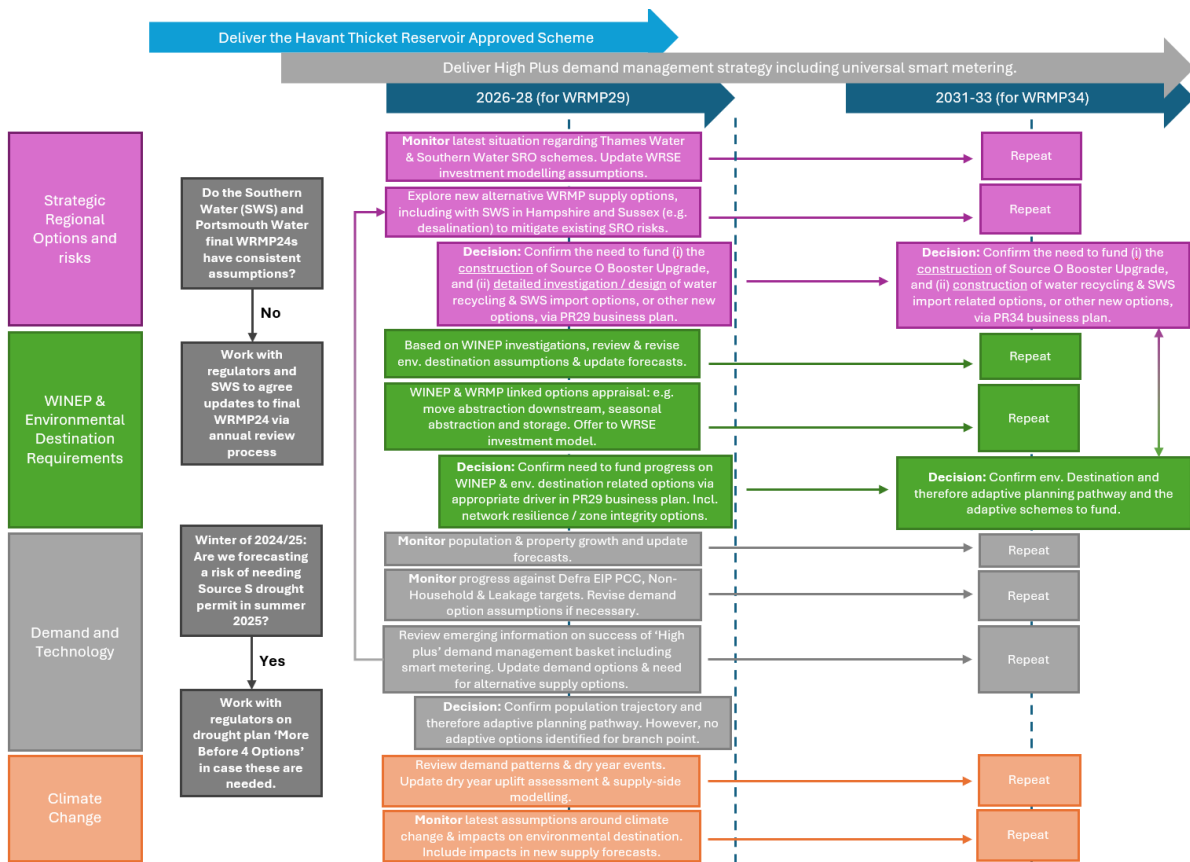 Deliver the Havant Thicket Reservoir Approved Scheme
Deliver High Plus demand management strategy including universal smart metering.
2026-28 (for WRMP29)
2031-33 (for WRMP34)
Strategic
Regional
Options and
risks
Do the Southern
Water (SWS) and
Portsmouth Water
final WRMP24s
have consistent
assumptions?
No
Work with
regulators and
SWS to agree
updates to final
WRMP24 via
annual review
process
Monitor latest situation regarding Thames Water
& Southern Water SRO schemes. Update WRSE
investment modelling assumptions.
Repeat
Explore new alternative WRMP supply options,
including with SWS in Hampshire and Sussex (e.g.
desalination) to mitigate existing SRO risks.
Repeat
Decision: Confirm the need to fund (i) the
construction of Source O Booster Upgrade,
and (ii) detailed investigation / design of water
recycling & SWS import options, or other new
options, via PR29 business plan.
Decision: Confirm the need to fund (i) the
construction of Source O Booster Upgrade,
and (ii) construction of water recycling & SWS
import related options, or other new options,
via PR34 business plan.
WINEP &
Environmental
Destination
Requirements
Based on WINEP investigations, review & revise
env. destination assumptions & update forecasts.
Repeat
WINEP & WRMP linked options appraisal: e.g.
move abstraction downstream, seasonal
abstraction and storage. Offer to WRSE
investment model.
Repeat
Decision: Confirm need to fund progress on
WINEP & env. destination related options via
appropriate driver in PR29 business plan. Incl.
network resilience / zone integrity options.
Decision: Confirm env. Destination and
therefore adaptive planning pathway and the
adaptive schemes to fund.
Demand and
Technology
Winter of 2024/25:
Are we forecasting
a risk of needing
Source S drought
permit in summer
2025?
Yes
Work with
regulators on
drought plan ‘More
Before 4 Options’
in case these are
needed.
Monitor population & property growth and update
forecasts.
Repeat
Monitor progress against Defra EIP PCC, Non-
Household & Leakage targets. Revise demand
option assumptions if necessary.
Repeat
Review emerging information on success of ‘High
plus’ demand management basket including
smart metering. Update demand options & need
for alternative supply options.
Repeat
Decision: Confirm population trajectory and
therefore adaptive planning pathway. However, no
adaptive options identified for branch point.
Climate
Change
Review demand patterns & dry year events.
Update dry year uplift assessment & supply-side
modelling.
Repeat
Monitor latest assumptions around climate
change & impacts on environmental destination.
Include impacts in new supply forecasts.
Repeat